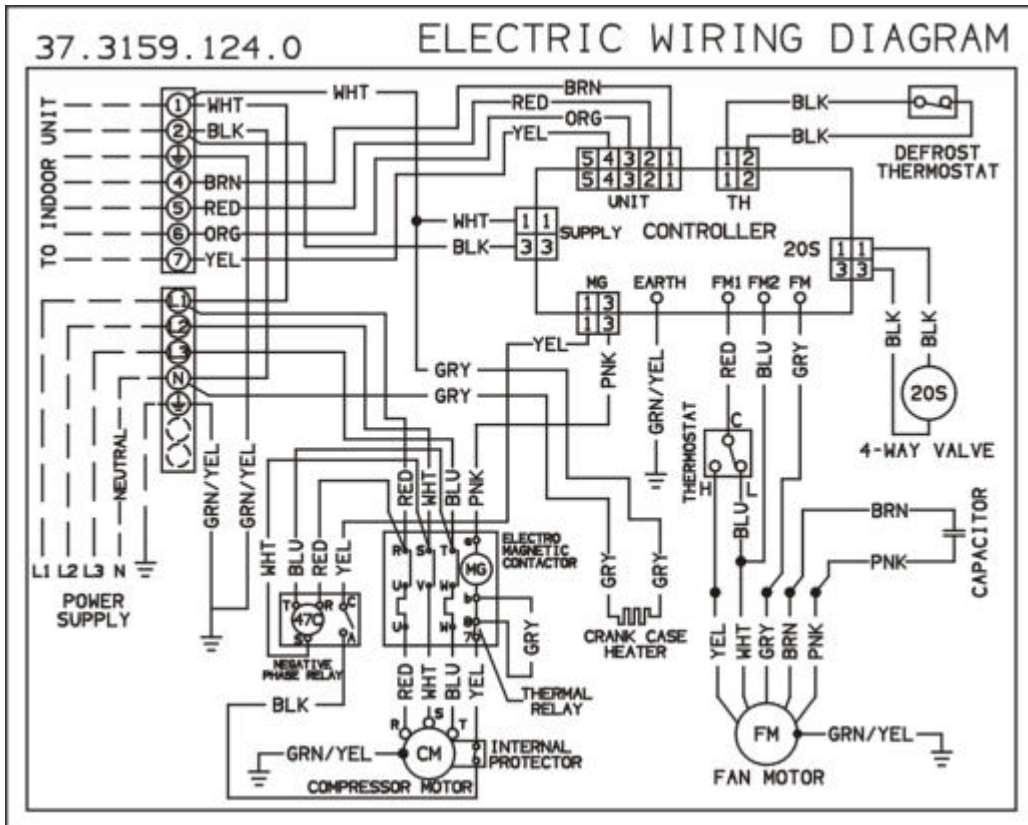 37.3159.124.0
ELECTRIC WIRING DIAGRAM
TO INDOOR UNIT
1 WHT
2 BLK
4 BRN
5 RED
6 ORG
7 YEL
WHT
BRN
RED
ORG
YEL
BLK
BLK
DEFROST
THERMOSTAT
5 4 3 2 1
5 4 3 2 1
UNIT
1 2
1 2
TH
WHT
BLK
1 1
3 3
SUPPLY
CONTROLLER
20S
1 1
3 3
MG
1 3
1 3
EARTH
FM1
FM2
FM
L1
L2
L3
N
YEL
PNK
GRY
GRY
GRN/YEL
RED
BLU
GRY
BLK
BLK
20S
4-WAY VALVE
THERMOSTAT
C
H
L
BLU
NEUTRAL
GRN/YEL
GRN/YEL
L1 L2 L3 N
POWER
SUPPLY
WHT
BLU
RED
YEL
RED
WHT
BLU
PNK
R
S
T
a
MG
ELECTRO
MAGNETIC
CONTACTOR
U
V
W
b
U
W
8
7
GRY
THERMAL
RELAY
T
R
47C
S
C
A
NEGATIVE
PHASE RELAY
BLK
RED
WHT
BLU
YEL
R
S
T
CM
GRN/YEL
COMPRESSOR MOTOR
INTERNAL
PROTECTOR
GRY
GRY
CRANK CASE
HEATER
BRN
PNK
CAPACITOR
YEL
WHT
GRY
BRN
PNK
FM
GRN/YEL
FAN MOTOR